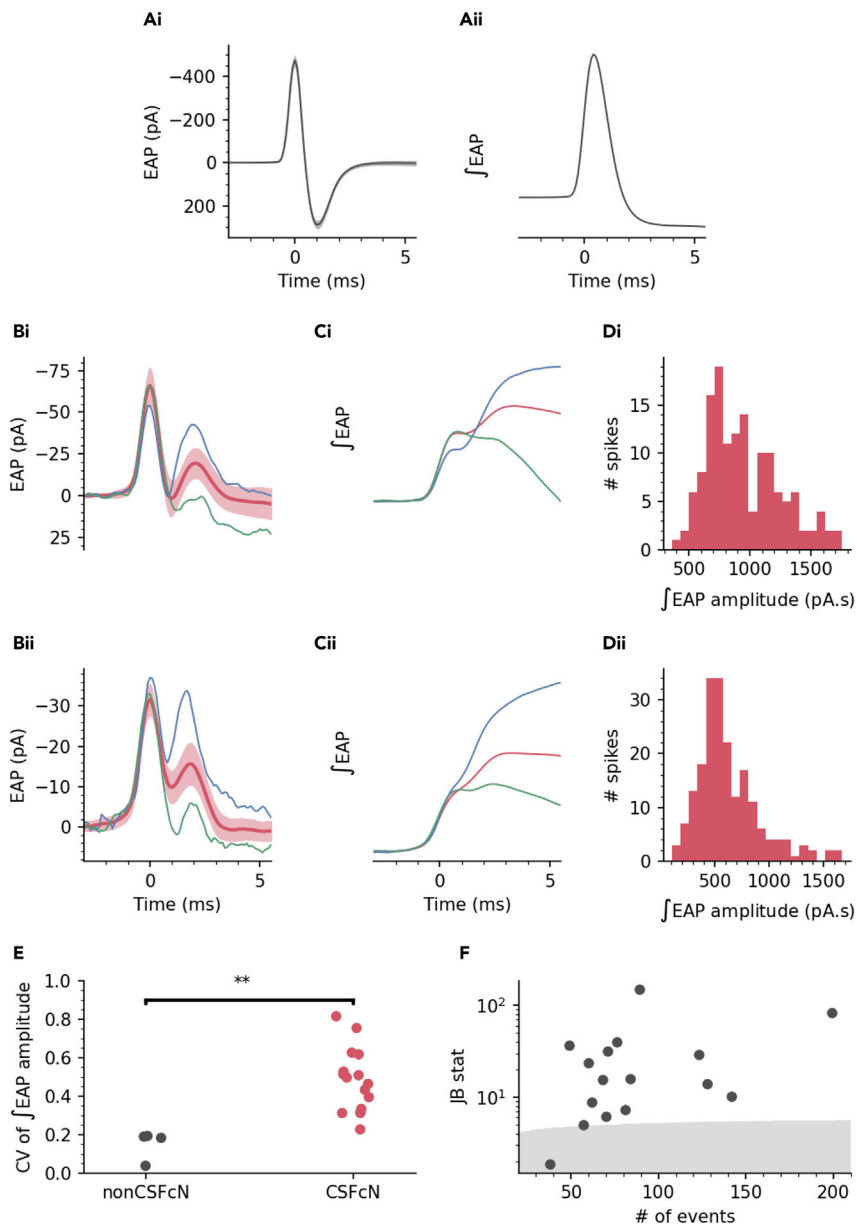 Ai
Aii
−400
−200
0
200
EAP (pA)
∫EAP
0 5
0 5
Time (ms)
Time (ms)
Bi
Ci
Di
−75
−50
−25
0
25
EAP (pA)
∫EAP
15
10
5
0
# spikes
500 1000 1500
∫EAP amplitude (pA.s)
Bii
Cii
Dii
−30
−20
−10
0
EAP (pA)
0 5
Time (ms)
∫EAP
0 5
Time (ms)
30
20
10
0
# spikes
500 1000 1500
∫EAP amplitude (pA.s)
E
1.0
0.8
0.6
0.4
0.2
0.0
CV of ∫EAP amplitude
**
nonCSFcN CSFcN
F
10²
10¹
JB stat
50 100 150 200
# of events